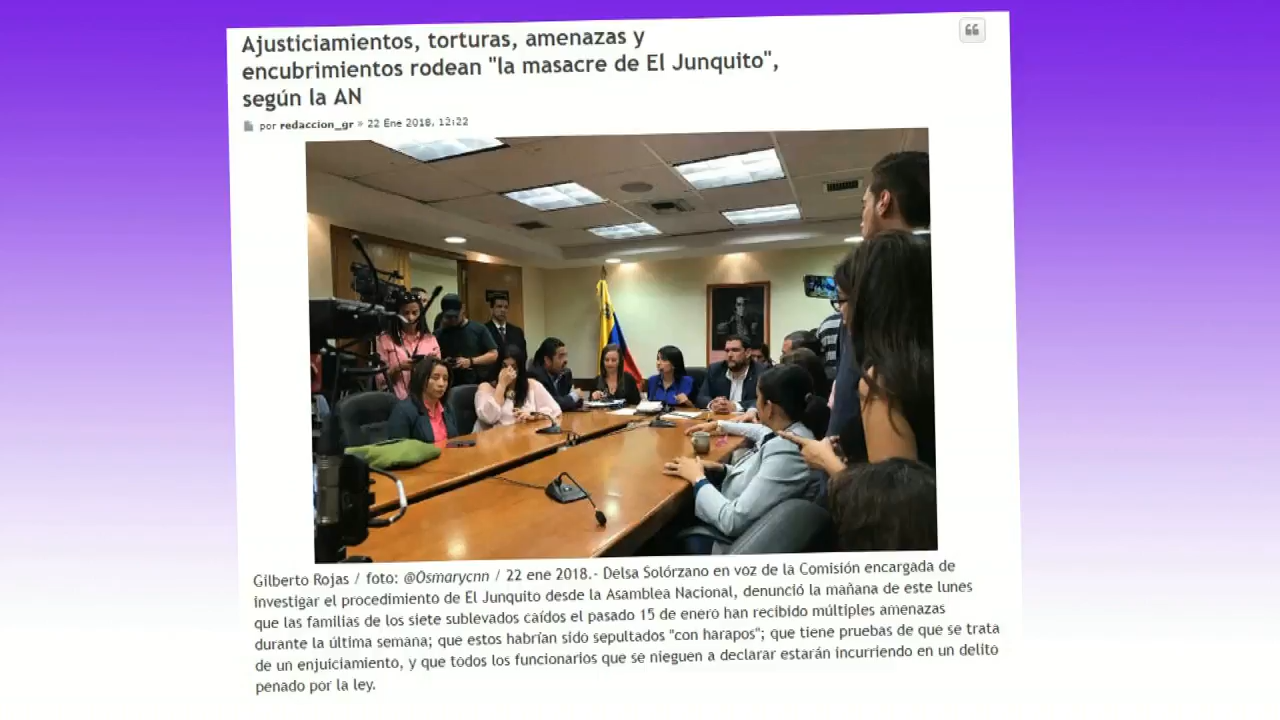 Ajusticiamientos, torturas, amenazas y
encubrimientos rodean "la masacre de El Junquito",
según la AN
por redaccion_gr » 22 Ene 2018, 12:22
Gilberto Rojas / foto: @Osmarycnn / 22 ene 2018.- Delsa Solórzano en voz de la Comisión encargada de
investigar el procedimiento de El Junquito desde la Asamblea Nacional, denunció la mañana de este lunes
que las familias de los siete sublevados caídos el pasado 15 de enero han recibido múltiples amenazas
durante la última semana; que estos habrían sido sepultados "con harapos"; que tiene pruebas de que se trata
de un enjuiciamiento, y que todos los funcionarios que se nieguen a declarar estarán incurriendo en un delito
penado por la ley.